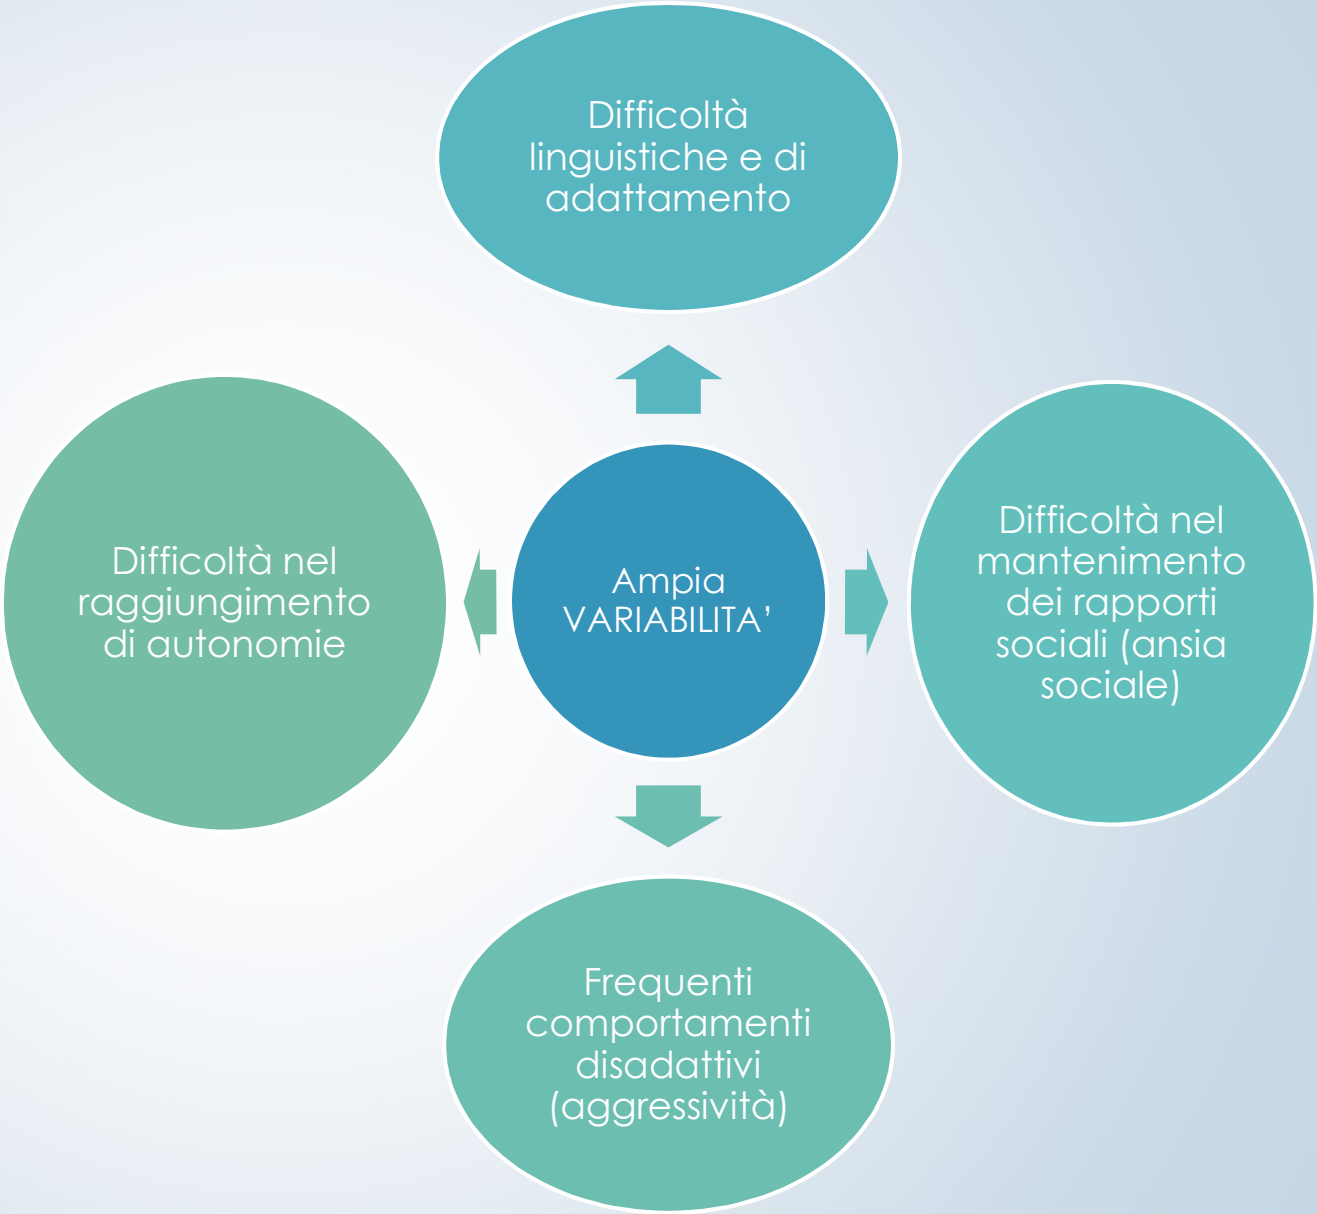 Difficoltà
linguistiche e di
adattamento
Difficoltà nel
raggiungimento
di autonomie
Ampia
VARIABILITA’
Difficoltà nel
mantenimento
dei rapporti
sociali (ansia
sociale)
Frequenti
comportamenti
disadattivi
(aggressività)